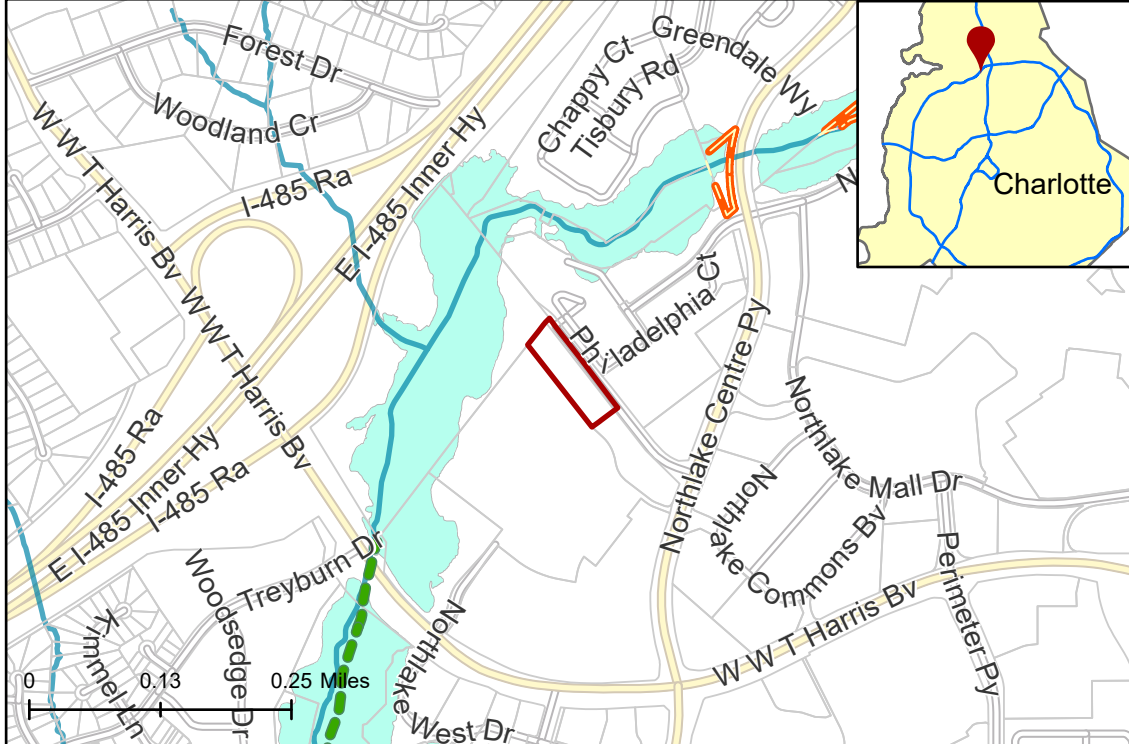 Forest Dr
Woodland Cr
W W T Harris Bv
I-485 Ra
E I-485 Inner Hy
Chappy Ct
Tisbury Rd
Greendale Wy
N
Charlotte
W W T Harris Bv
Philadelphia Ct
Northlake Centre Py
Northlake Mall Dr
Northlake Commons Bv
Perimeter Py
W W T Harris Bv
I-485 Ra
E I-485 Inner Hy
I-485 Ra
Treyburn Dr
Woodsedge Dr
Kimmel Ln
Northlake
West Dr
0 0.13 0.25 Miles